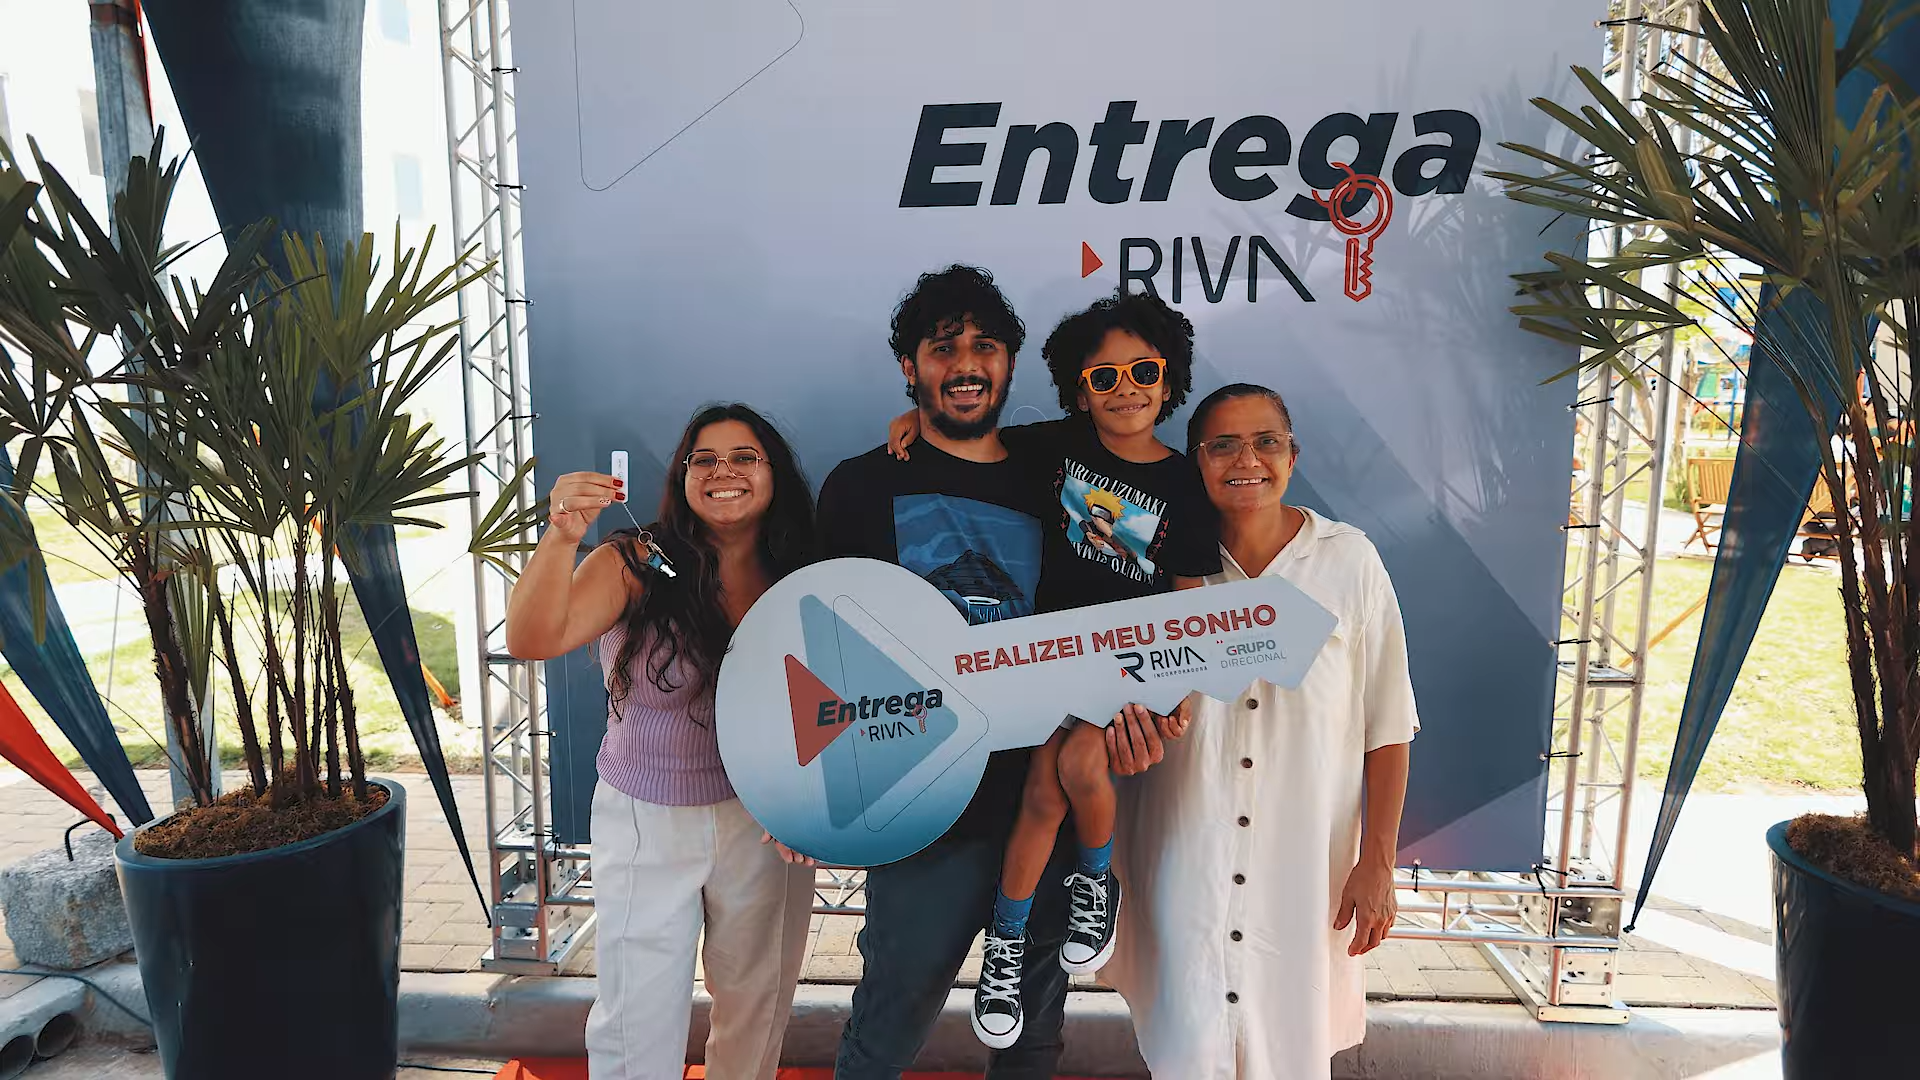 Entrega
RIVA
NARUTO UZUMAKI
REALIZEI MEU SONHO
RIVA
INCORPORADORA
GRUPO
DIRECIONAL
Entrega
RIVA